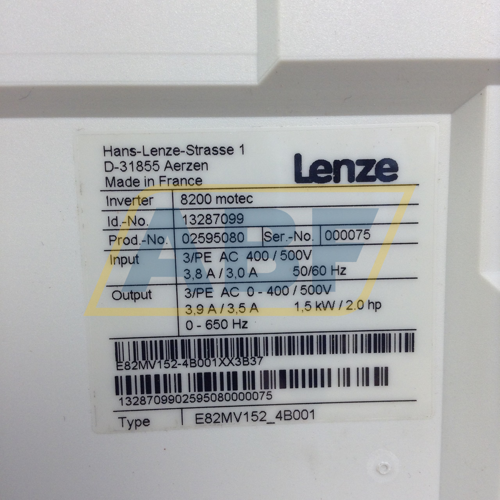 Hans-Lenze-Strasse 1
D-31855 Aerzen
Made in France
Lenze
Inverter 8200 motec
Id.-No. 13287099
Prod.-No. 02595080 Ser.-No. 000075
Input 3/PE AC 400 / 500V
3,8 A / 3,0 A 50/60 Hz
Output 3/PE AC 0 - 400 / 500V
3,9 A / 3,5 A 1,5 kW / 2.0 hp
0 - 650 Hz
E82MV152-4B001XX3B37
1328709902595080000075
Type E82MV152_4B001
ABF